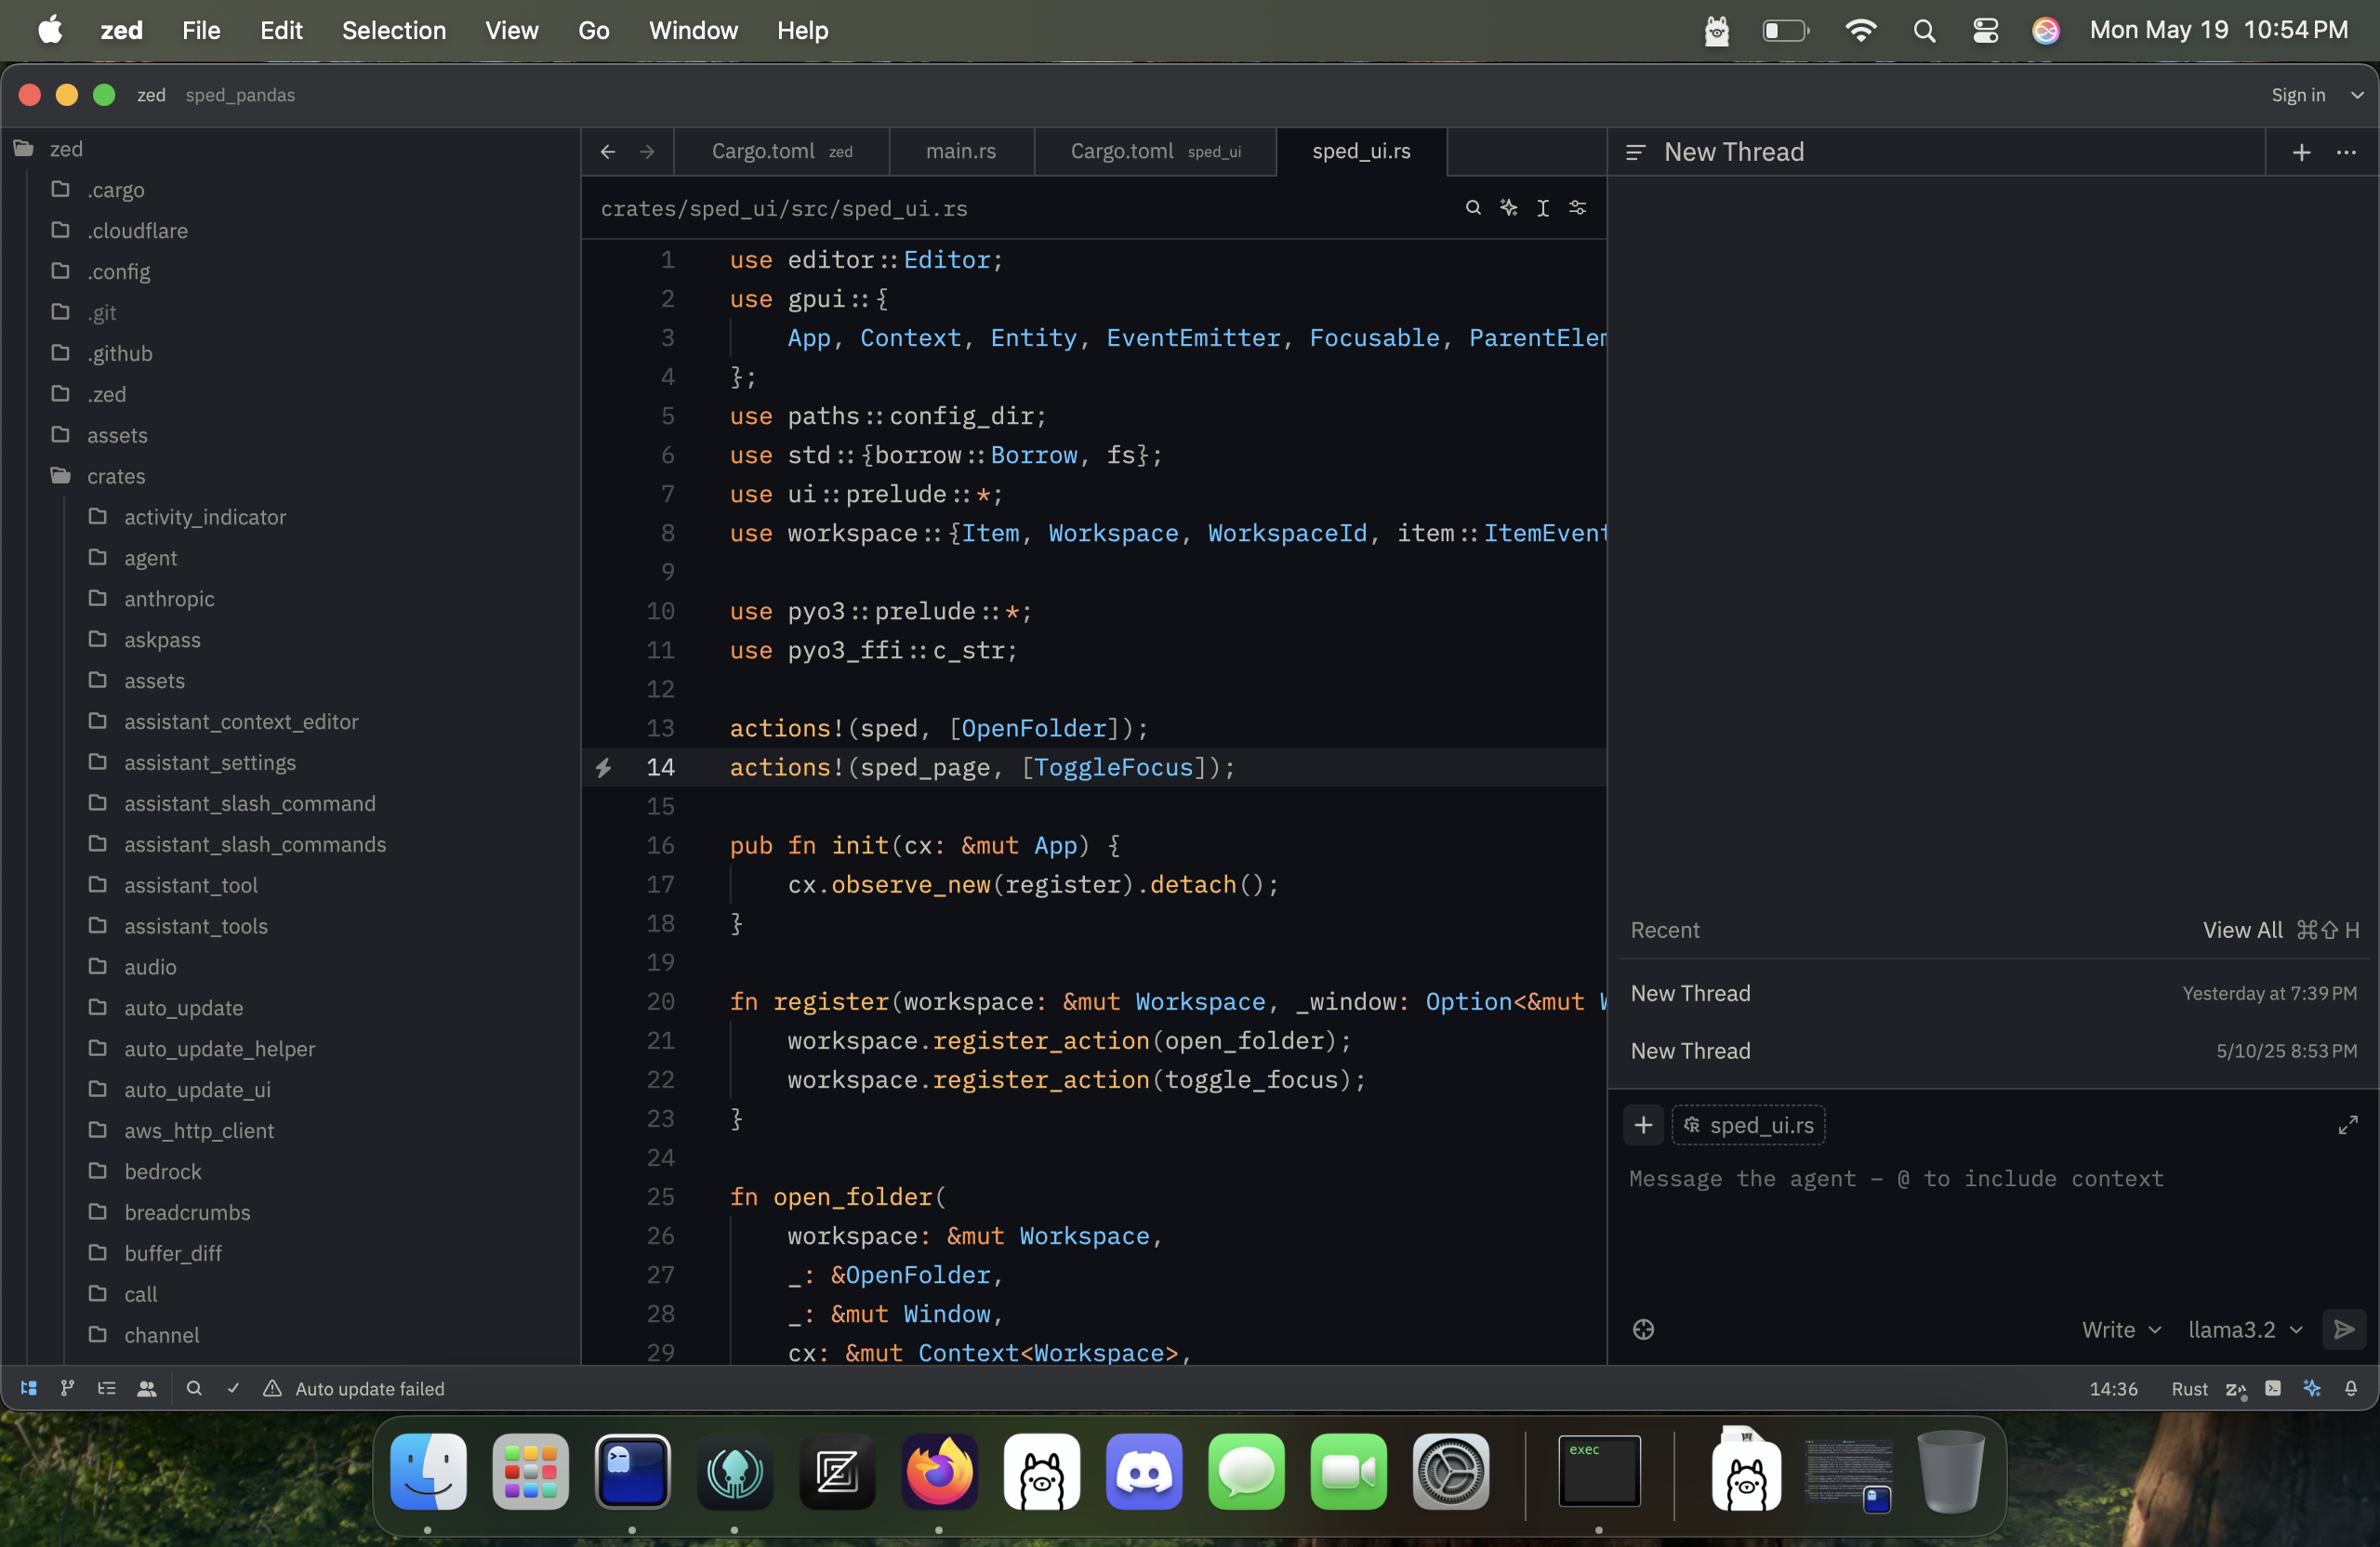 zed File Edit Selection View Go Window Help Mon May 19 10:54 PM
zed sped_pandas Sign in
zed
.cargo
.cloudflare
.config
.git
.github
.zed
assets
crates
activity_indicator
agent
anthropic
askpass
assets
assistant_context_editor
assistant_settings
assistant_slash_command
assistant_slash_commands
assistant_tool
assistant_tools
audio
auto_update
auto_update_helper
auto_update_ui
aws_http_client
bedrock
breadcrumbs
buffer_diff
call
channel
Cargo.toml zed main.rs Cargo.toml sped_ui sped_ui.rs
crates/sped_ui/src/sped_ui.rs
1 use editor::Editor;
2 use gpui::{
3 App, Context, Entity, EventEmitter, Focusable, ParentElem
4 };
5 use paths::config_dir;
6 use std::{borrow::Borrow, fs};
7 use ui::prelude::*;
8 use workspace::{Item, Workspace, WorkspaceId, item::ItemEvent
9
10 use pyo3::prelude::*;
11 use pyo3_ffi::c_str;
12
13 actions!(sped, [OpenFolder]);
14 actions!(sped_page, [ToggleFocus]);
15
16 pub fn init(cx: &mut App) {
17 cx.observe_new(register).detach();
18 }
19
20 fn register(workspace: &mut Workspace, _window: Option<&mut W
21 workspace.register_action(open_folder);
22 workspace.register_action(toggle_focus);
23 }
24
25 fn open_folder(
26 workspace: &mut Workspace,
27 _: &OpenFolder,
28 _: &mut Window,
29 cx: &mut Context<Workspace>,
New Thread
Recent View All ⌘⇧ H
New Thread Yesterday at 7:39 PM
New Thread 5/10/25 8:53 PM
sped_ui.rs
Message the agent – @ to include context
Write llama3.2
Auto update failed 14:36 Rust
exec